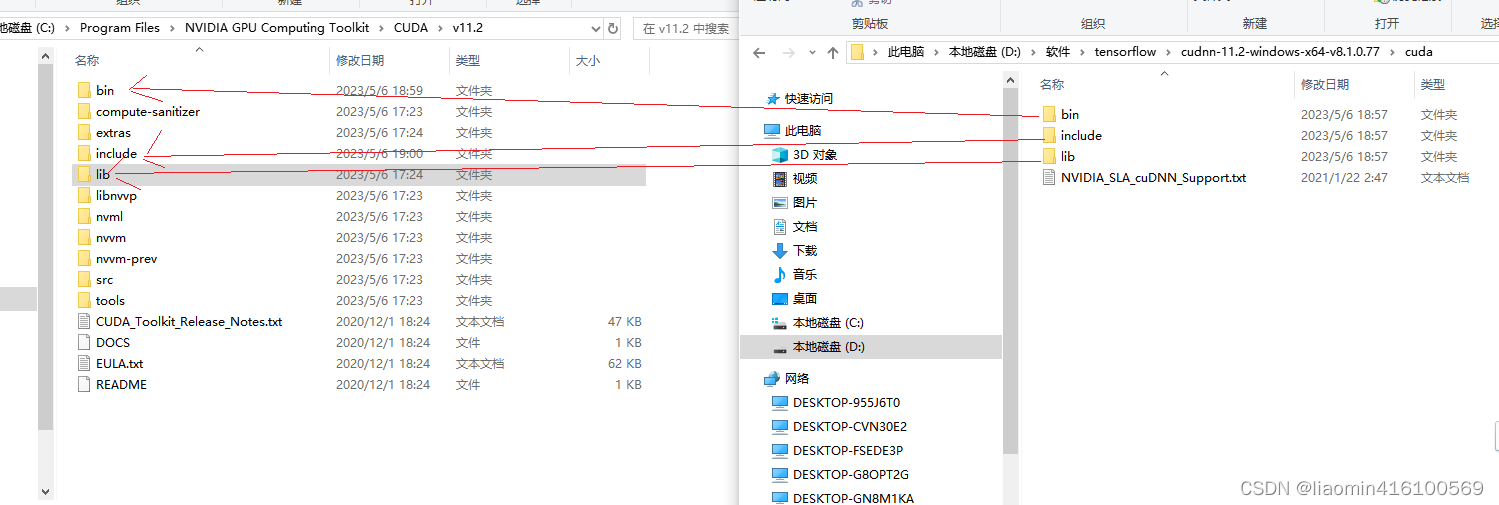 组织
新建
打开
选择
地磁盘 (C:) › Program Files › NVIDIA GPU Computing Toolkit › CUDA › v11.2
在 v11.2 中搜索
名称 修改日期 类型 大小
bin 2023/5/6 18:59 文件夹
compute-sanitizer 2023/5/6 17:23 文件夹
extras 2023/5/6 17:24 文件夹
include 2023/5/6 19:00 文件夹
lib 2023/5/6 17:24 文件夹
libnvvp 2023/5/6 17:23 文件夹
nvml 2023/5/6 17:23 文件夹
nvvm 2023/5/6 17:23 文件夹
nvvm-prev 2023/5/6 17:23 文件夹
src 2023/5/6 17:23 文件夹
tools 2023/5/6 17:23 文件夹
CUDA_Toolkit_Release_Notes.txt 2020/12/1 18:24 文本文档 47 KB
DOCS 2020/12/1 18:24 文件 1 KB
EULA.txt 2020/12/1 18:24 文本文档 62 KB
README 2020/12/1 18:24 文件 1 KB
剪切
剪贴板
组织
新建
打开
选择
此电脑 › 本地磁盘 (D:) › 软件 › tensorflow › cudnn-11.2-windows-x64-v8.1.0.77 › cuda
快速访问
此电脑
3D 对象
视频
图片
文档
下载
音乐
桌面
本地磁盘 (C:)
本地磁盘 (D:)
网络
DESKTOP-955J6T0
DESKTOP-CVN30E2
DESKTOP-FSEDE3P
DESKTOP-G8OPT2G
DESKTOP-GN8M1KA
名称 修改日期 类型
bin 2023/5/6 18:57 文件夹
include 2023/5/6 18:57 文件夹
lib 2023/5/6 18:57 文件夹
NVIDIA_SLA_cuDNN_Support.txt 2021/1/22 2:47 文本文档
CSDN @liaomin416100569